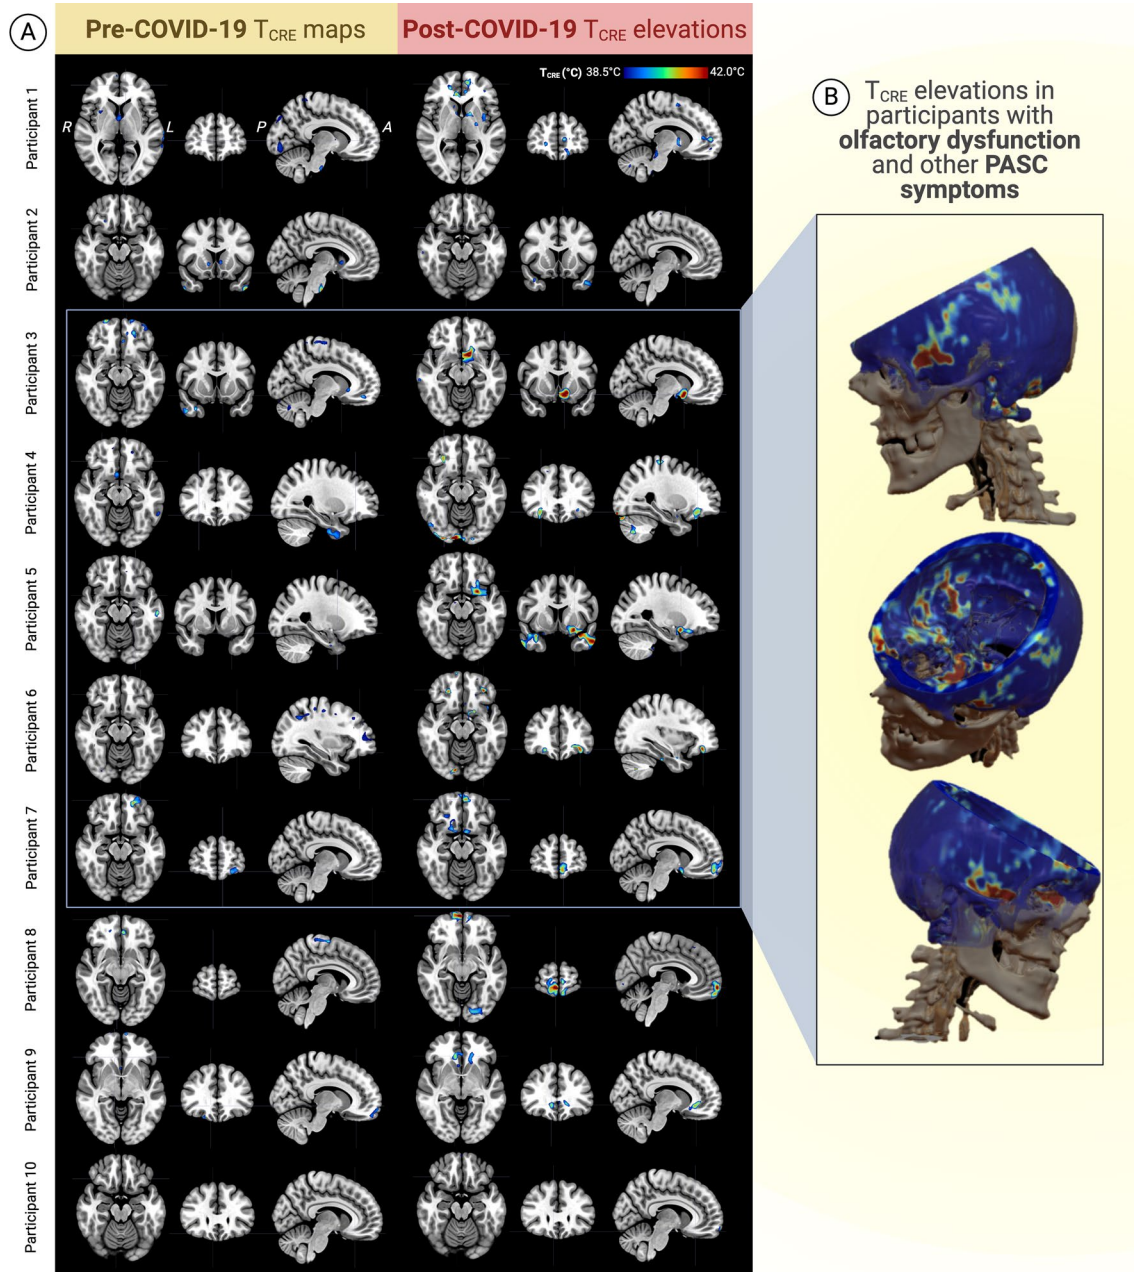 A
Pre-COVID-19 TCRE maps
Post-COVID-19 TCRE elevations
TCRE (°C) 38.5°C 42.0°C
Participant 1
R L P A
Participant 2
Participant 3
Participant 4
Participant 5
Participant 6
Participant 7
Participant 8
Participant 9
Participant 10
B
TCRE elevations in
participants with
olfactory dysfunction
and other PASC
symptoms